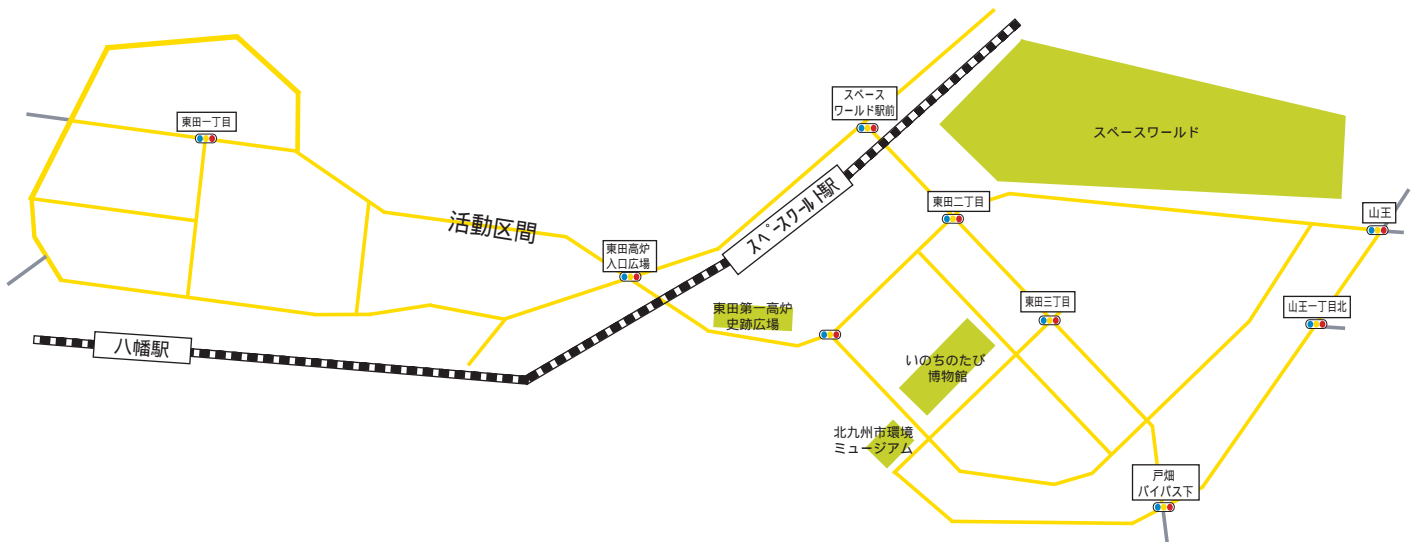 スペース
ワールド駅前
東田一丁目
スペースワールド
東田二丁目
山王
活動区間
スペースワールド駅
東田高炉
入口広場
東田三丁目
山王一丁目北
東田第一高炉
史跡広場
八幡駅
いのちのたび
博物館
北九州市環境
ミュージアム
戸畑
バイパス下